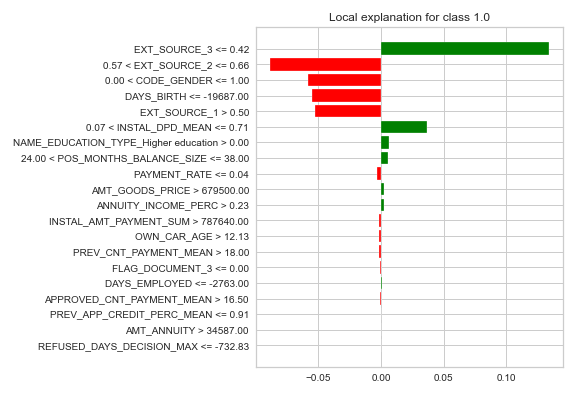 Local explanation for class 1.0
EXT_SOURCE_3 <= 0.42
0.57 < EXT_SOURCE_2 <= 0.66
0.00 < CODE_GENDER <= 1.00
DAYS_BIRTH <= -19687.00
EXT_SOURCE_1 > 0.50
0.07 < INSTAL_DPD_MEAN <= 0.71
NAME_EDUCATION_TYPE_Higher education > 0.00
24.00 < POS_MONTHS_BALANCE_SIZE <= 38.00
PAYMENT_RATE <= 0.04
AMT_GOODS_PRICE > 679500.00
ANNUITY_INCOME_PERC > 0.23
INSTAL_AMT_PAYMENT_SUM > 787640.00
OWN_CAR_AGE > 12.13
PREV_CNT_PAYMENT_MEAN > 18.00
FLAG_DOCUMENT_3 <= 0.00
DAYS_EMPLOYED <= -2763.00
APPROVED_CNT_PAYMENT_MEAN > 16.50
PREV_APP_CREDIT_PERC_MEAN <= 0.91
AMT_ANNUITY > 34587.00
REFUSED_DAYS_DECISION_MAX <= -732.83
−0.05 0.00 0.05 0.10